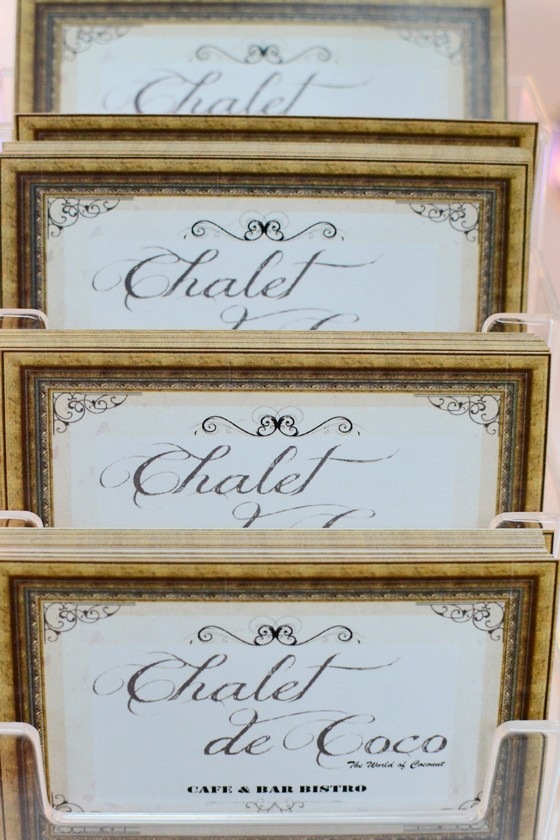 Chalet
Chalet
Chalet
Chalet
de Coco
The World of Coconut
CAFE & BAR BISTRO